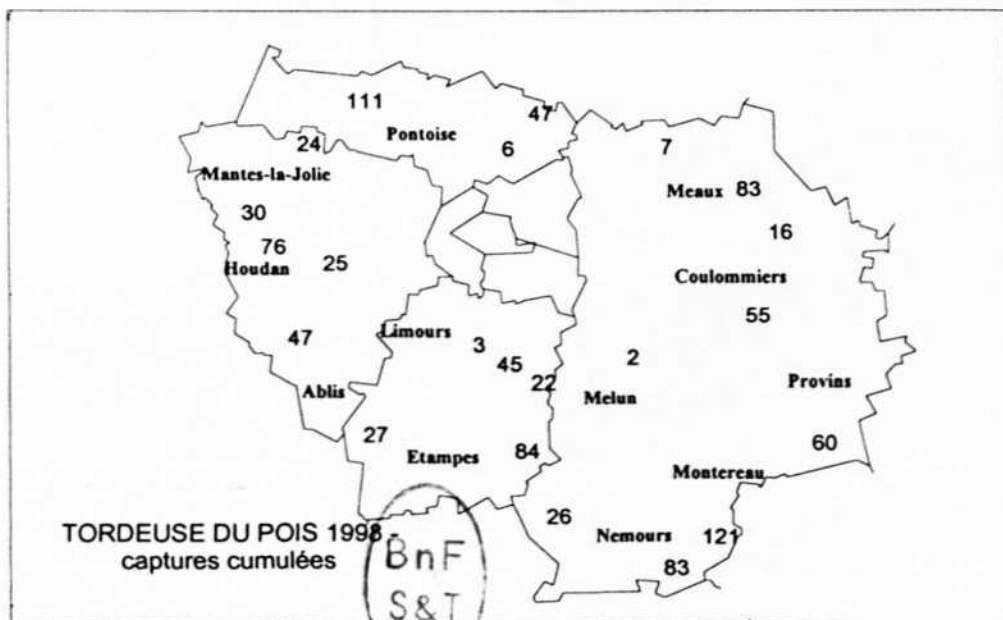 111
47
Pontoise
6
24
7
Mantes-la-Jolie
Meaux
83
30
16
76
Houdan
25
Coulommiers
55
47
Limours
3
45
2
22
Provins
Ablis
Melun
27
60
Etampes
84
Montereau
26
TORDEUSE DU POIS 1998
Nemours
121
captures cumulées
BnF
83
S&T